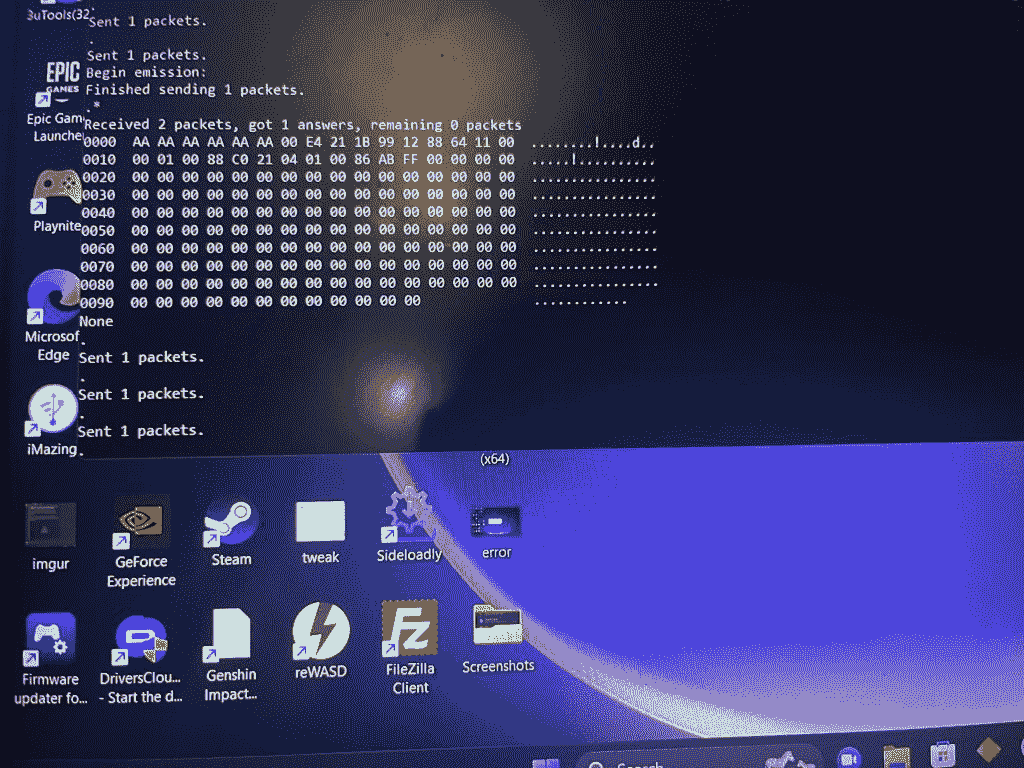 3uTools(32
Sent 1 packets.
.
Sent 1 packets.
Begin emission:
Finished sending 1 packets.
.*
Received 2 packets, got 1 answers, remaining 0 packets
0000 AA AA AA AA AA AA 00 E4 21 1B 99 12 88 64 11 00 ........!....d..
0010 00 01 00 88 C0 21 04 01 00 86 AB FF 00 00 00 00 .....!..........
0020 00 00 00 00 00 00 00 00 00 00 00 00 00 00 00 00 ................
0030 00 00 00 00 00 00 00 00 00 00 00 00 00 00 00 00 ................
0040 00 00 00 00 00 00 00 00 00 00 00 00 00 00 00 00 ................
0050 00 00 00 00 00 00 00 00 00 00 00 00 00 00 00 00 ................
0060 00 00 00 00 00 00 00 00 00 00 00 00 00 00 00 00 ................
0070 00 00 00 00 00 00 00 00 00 00 00 00 00 00 00 00 ................
0080 00 00 00 00 00 00 00 00 00 00 00 00 00 00 00 00 ................
0090 00 00 00 00 00 00 00 00 00 00 00 00 ............
None
.
Sent 1 packets.
.
Sent 1 packets.
.
Sent 1 packets.
.
EPIC
GAMES
Epic Gam
Launche
Playnite
Microsof
Edge
iMazing
(x64)
imgur
GeForce
Experience
Steam
tweak
Sideloadly
error
Firmware
updater fo...
DriversClou...
- Start the d...
Genshin
Impact...
reWASD
FZ
FileZilla
Client
Screenshots
Search